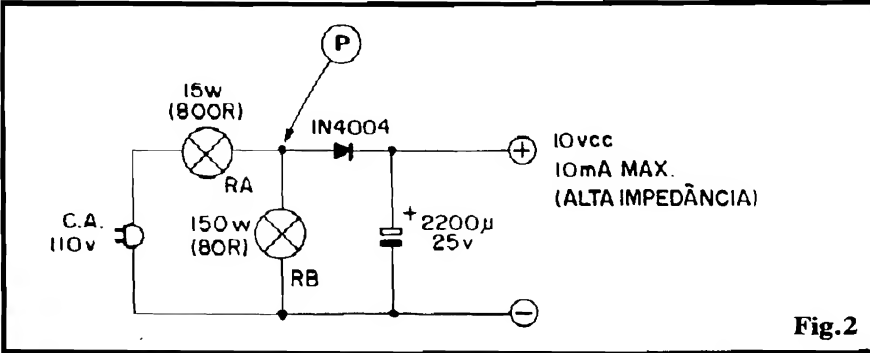 P
15W
(800R)
1N4004
RA
C.A.
110V
150W
(80R)
RB
+
2200µ
25V
+
10VCC
10mA MAX.
(ALTA IMPEDÂNCIA)
−
Fig.2